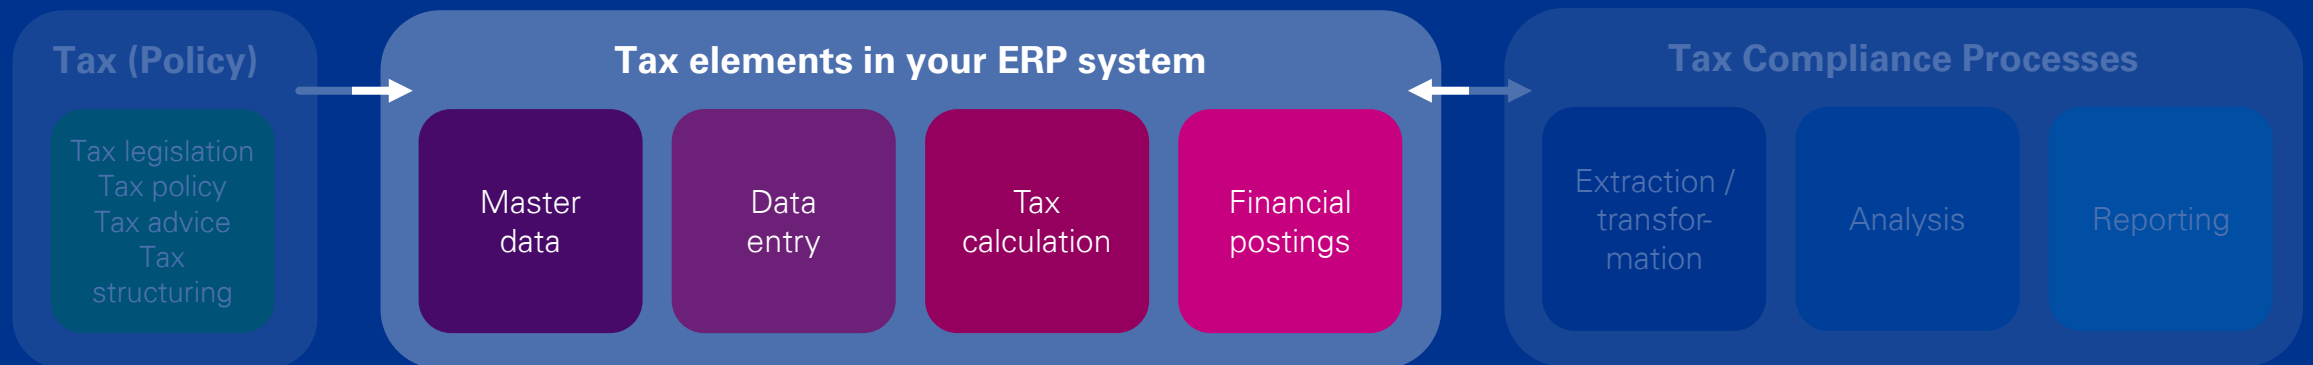 Tax (Policy)
Tax legislation
Tax policy
Tax advice
Tax
structuring
Tax elements in your ERP system
Master
data
Data
entry
Tax
calculation
Financial
postings
Tax Compliance Processes
Extraction /
transfor-
mation
Analysis
Reporting